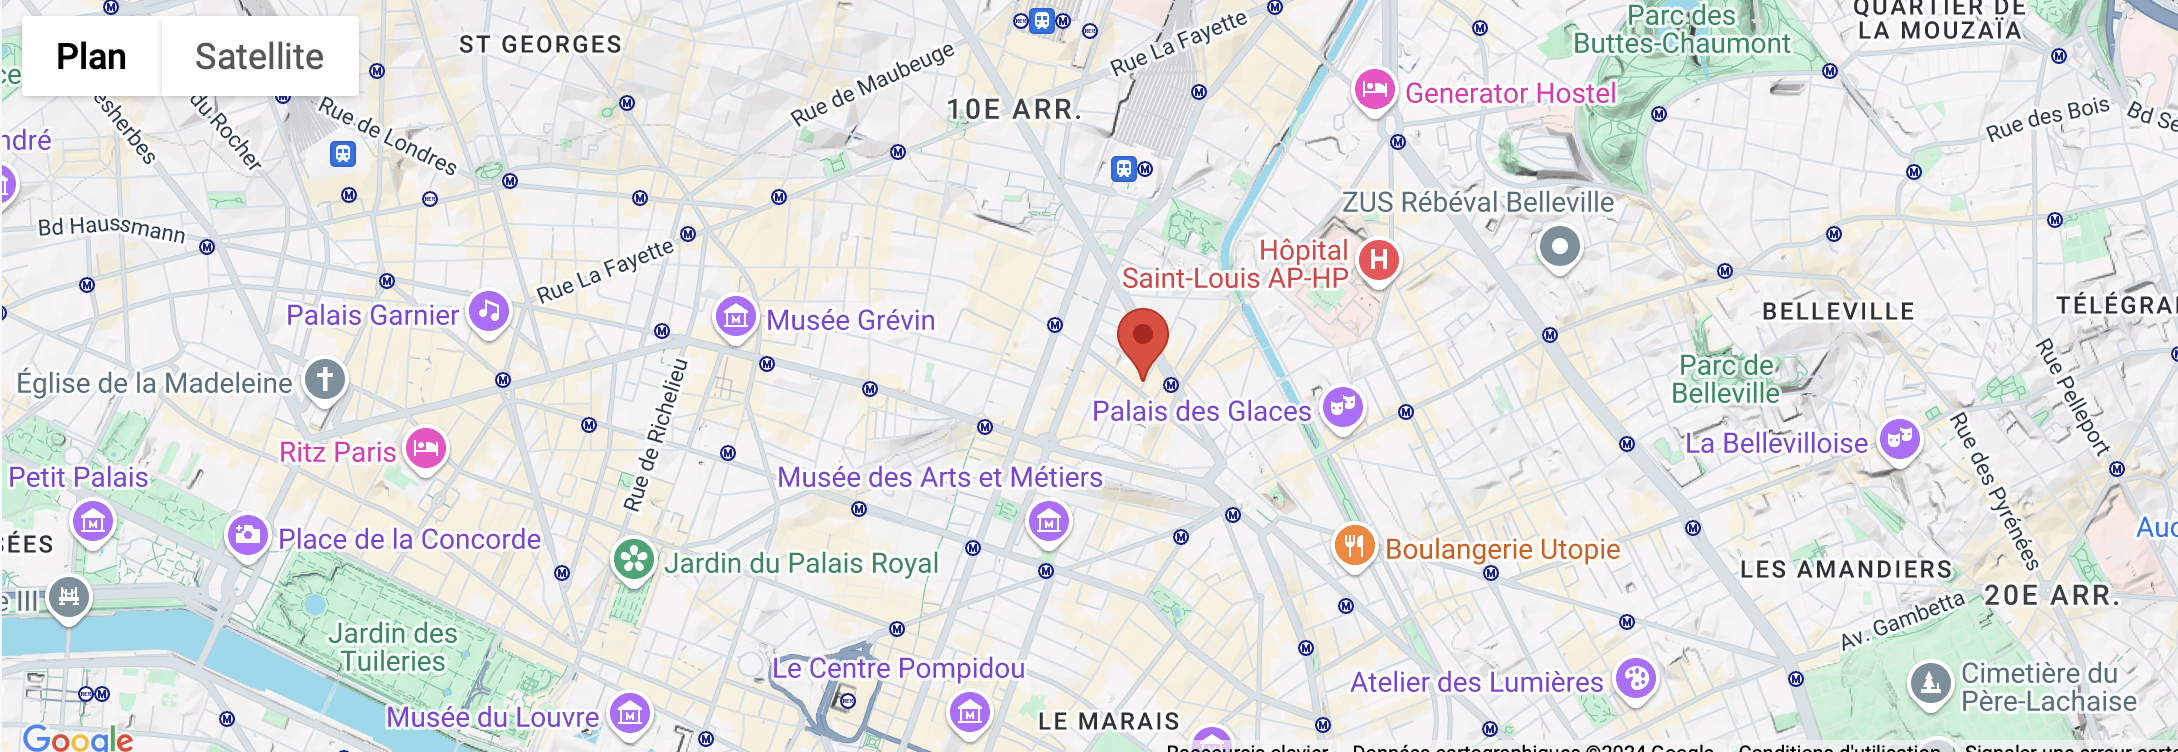 Plan
Satellite
ST GEORGES
Rue de Maubeuge
Rue La Fayette
10E ARR.
Generator Hostel
Parc des
Buttes-Chaumont
QUARTIER DE
LA MOUZAÏA
Rue des Bois
Bd Se
esherbes
du Rocher
Rue de Londres
ndré
Bd Haussmann
ZUS Rébéval Belleville
Hôpital
Saint-Louis AP-HP
Rue La Fayette
Palais Garnier
Musée Grévin
BELLEVILLE
TÉLÉGRA
Rue Pelleport
Église de la Madeleine
Rue de Richelieu
Parc de
Belleville
Palais des Glaces
Ritz Paris
La Bellevilloise
Rue des Pyrénées
Petit Palais
Musée des Arts et Métiers
SÉES
Place de la Concorde
Jardin du Palais Royal
Boulangerie Utopie
Auc
LES AMANDIERS
20E ARR.
Av. Gambetta
e III
Jardin des
Tuileries
Le Centre Pompidou
Atelier des Lumières
Cimetière du
Père-Lachaise
Musée du Louvre
LE MARAIS
Google
Raccourcis clavier
Données cartographiques ©2024 Google
Conditions d'utilisation
Signaler une erreur car